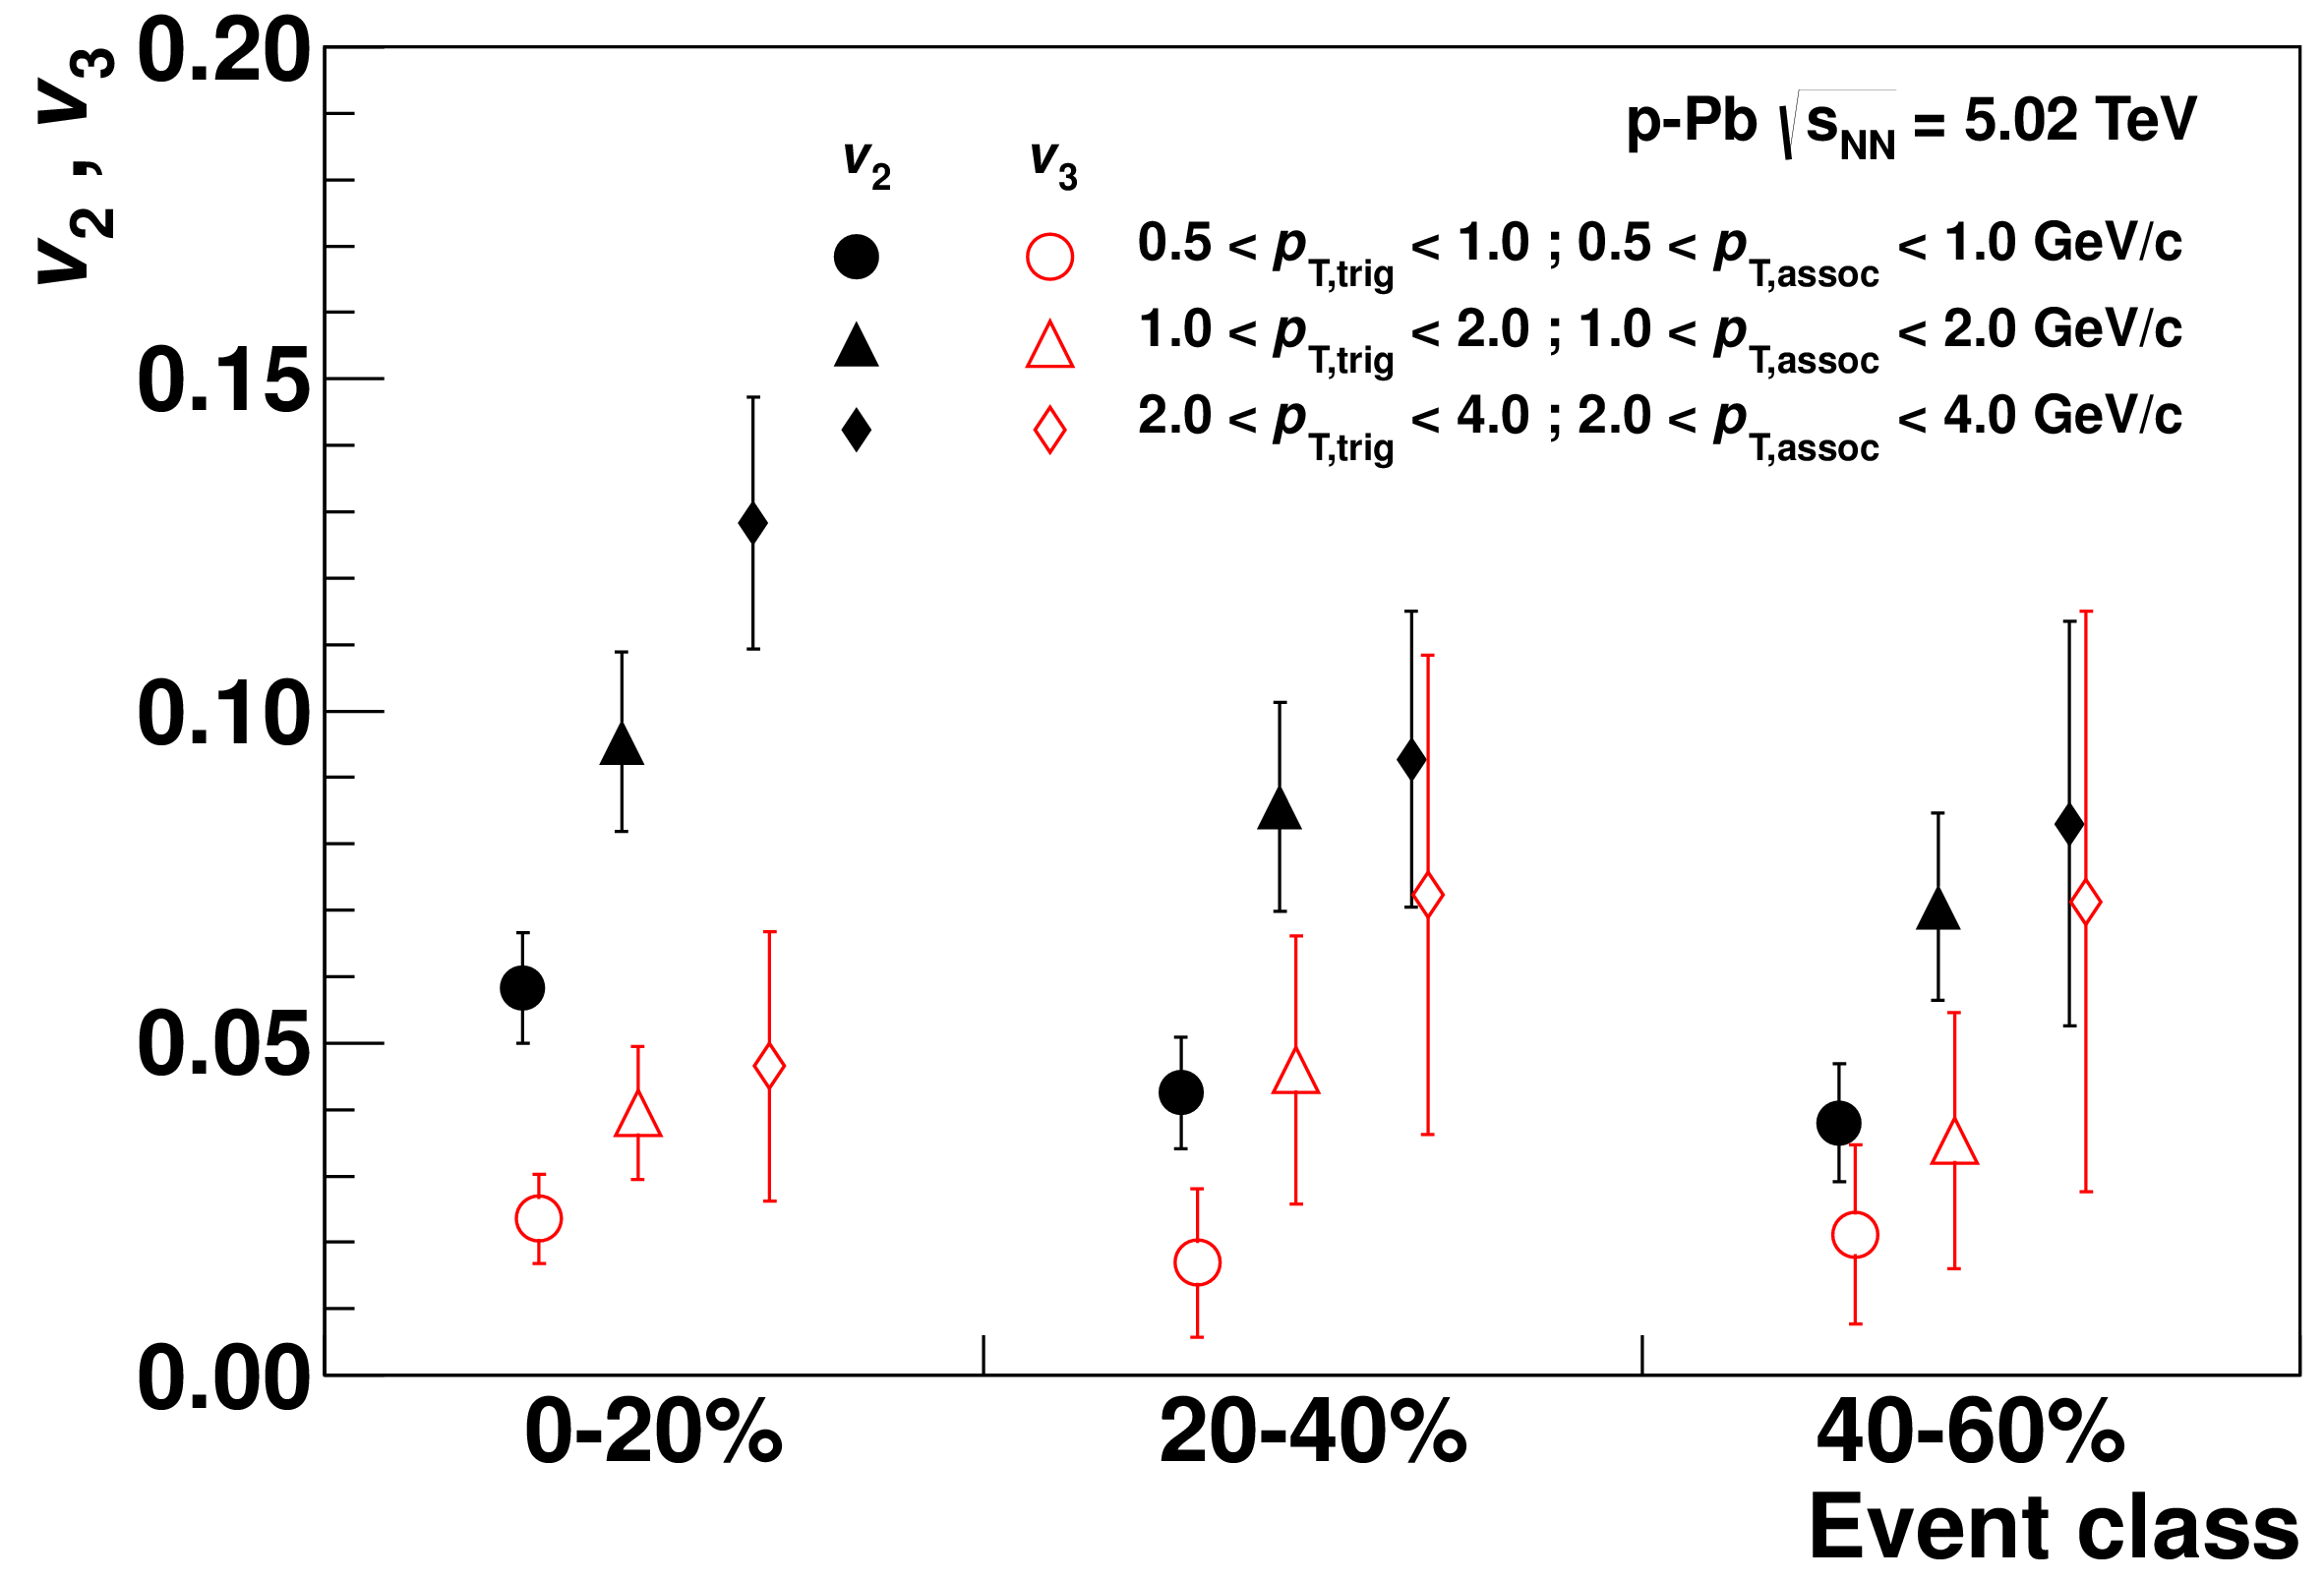 v2 , v3
0.20
0.15
0.10
0.05
0.00
p-Pb √sNN = 5.02 TeV
v2 v3
0.5 < pT,trig < 1.0 ; 0.5 < pT,assoc < 1.0 GeV/c
1.0 < pT,trig < 2.0 ; 1.0 < pT,assoc < 2.0 GeV/c
2.0 < pT,trig < 4.0 ; 2.0 < pT,assoc < 4.0 GeV/c
0-20% 20-40% 40-60%
Event class